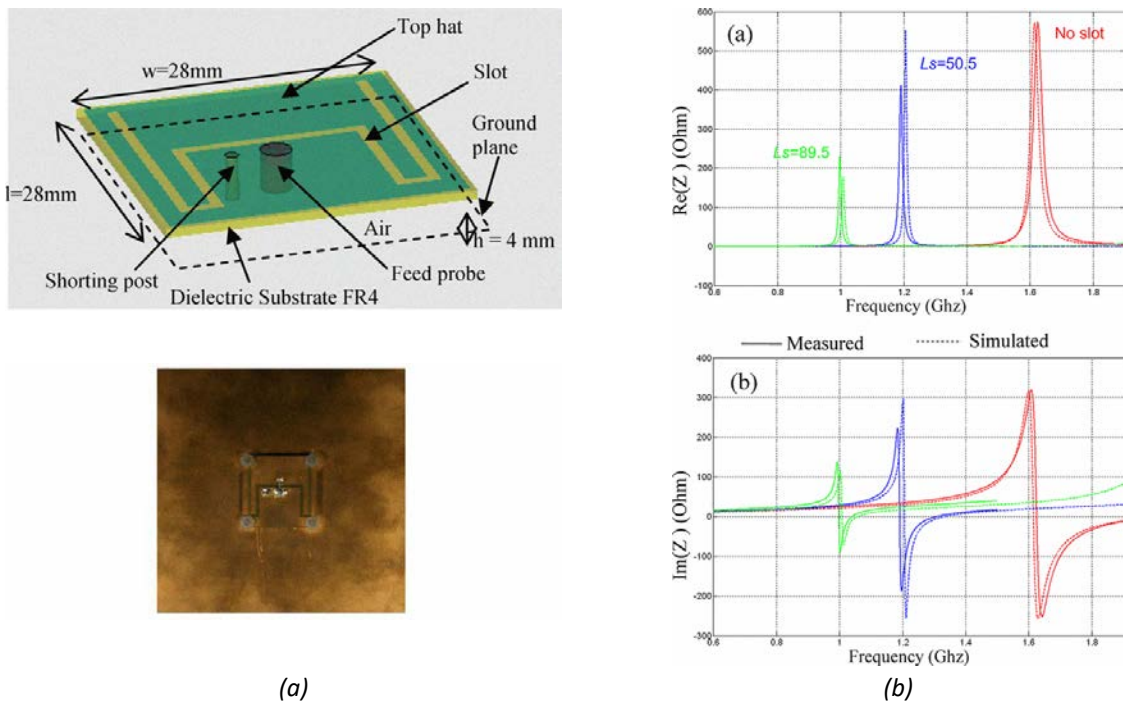 Top hat
w=28mm
Slot
Ground
plane
l=28mm
Air
h = 4 mm
Shorting post
Feed probe
Dielectric Substrate FR4
(a)
(a)
No slot
Ls=50.5
Ls=89.5
Re(Z ) (Ohm)
600
500
400
300
200
100
0
-100
0.6
0.8
1
1.2
1.4
1.6
1.8
Frequency (Ghz)
Measured
Simulated
(b)
Im(Z ) (Ohm)
400
300
200
100
0
-100
-200
-300
0.6
0.8
1
1.2
1.4
1.6
1.8
Frequency (Ghz)
(b)